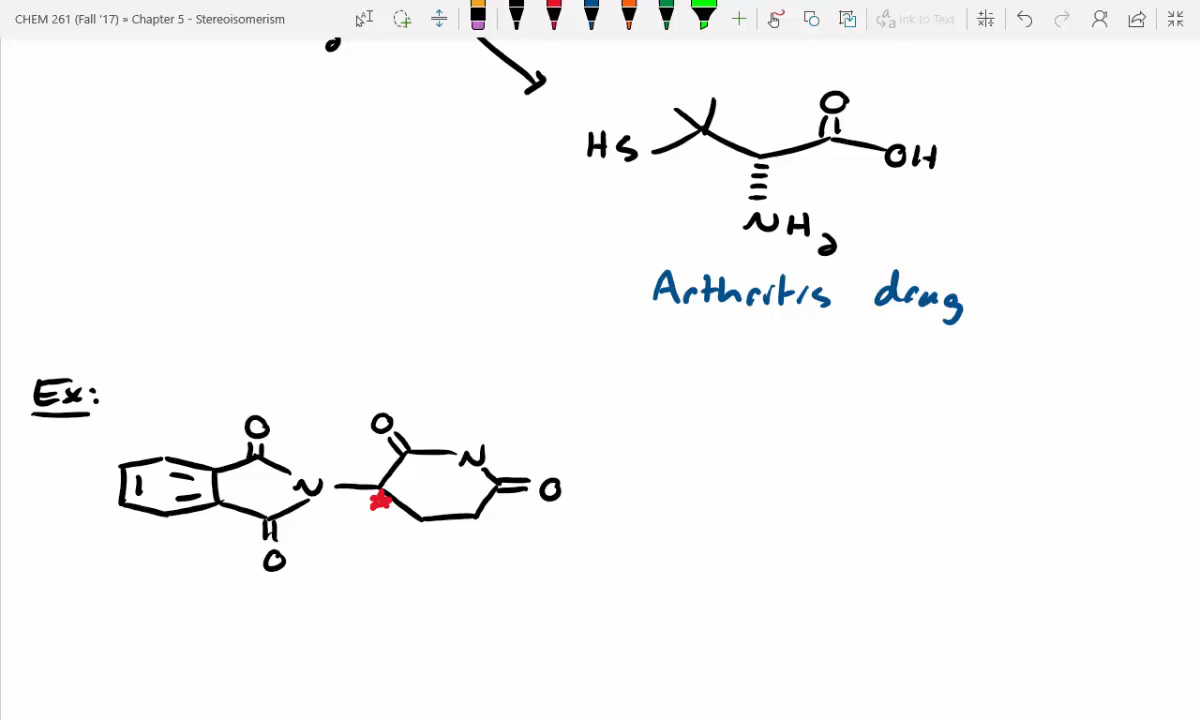 CHEM 261 (Fall '17) » Chapter 5 - Stereoisomerism
Ink to Text
O
HS
OH
NH2
Arthritis drug
Ex:
O
O
N
N
O
O